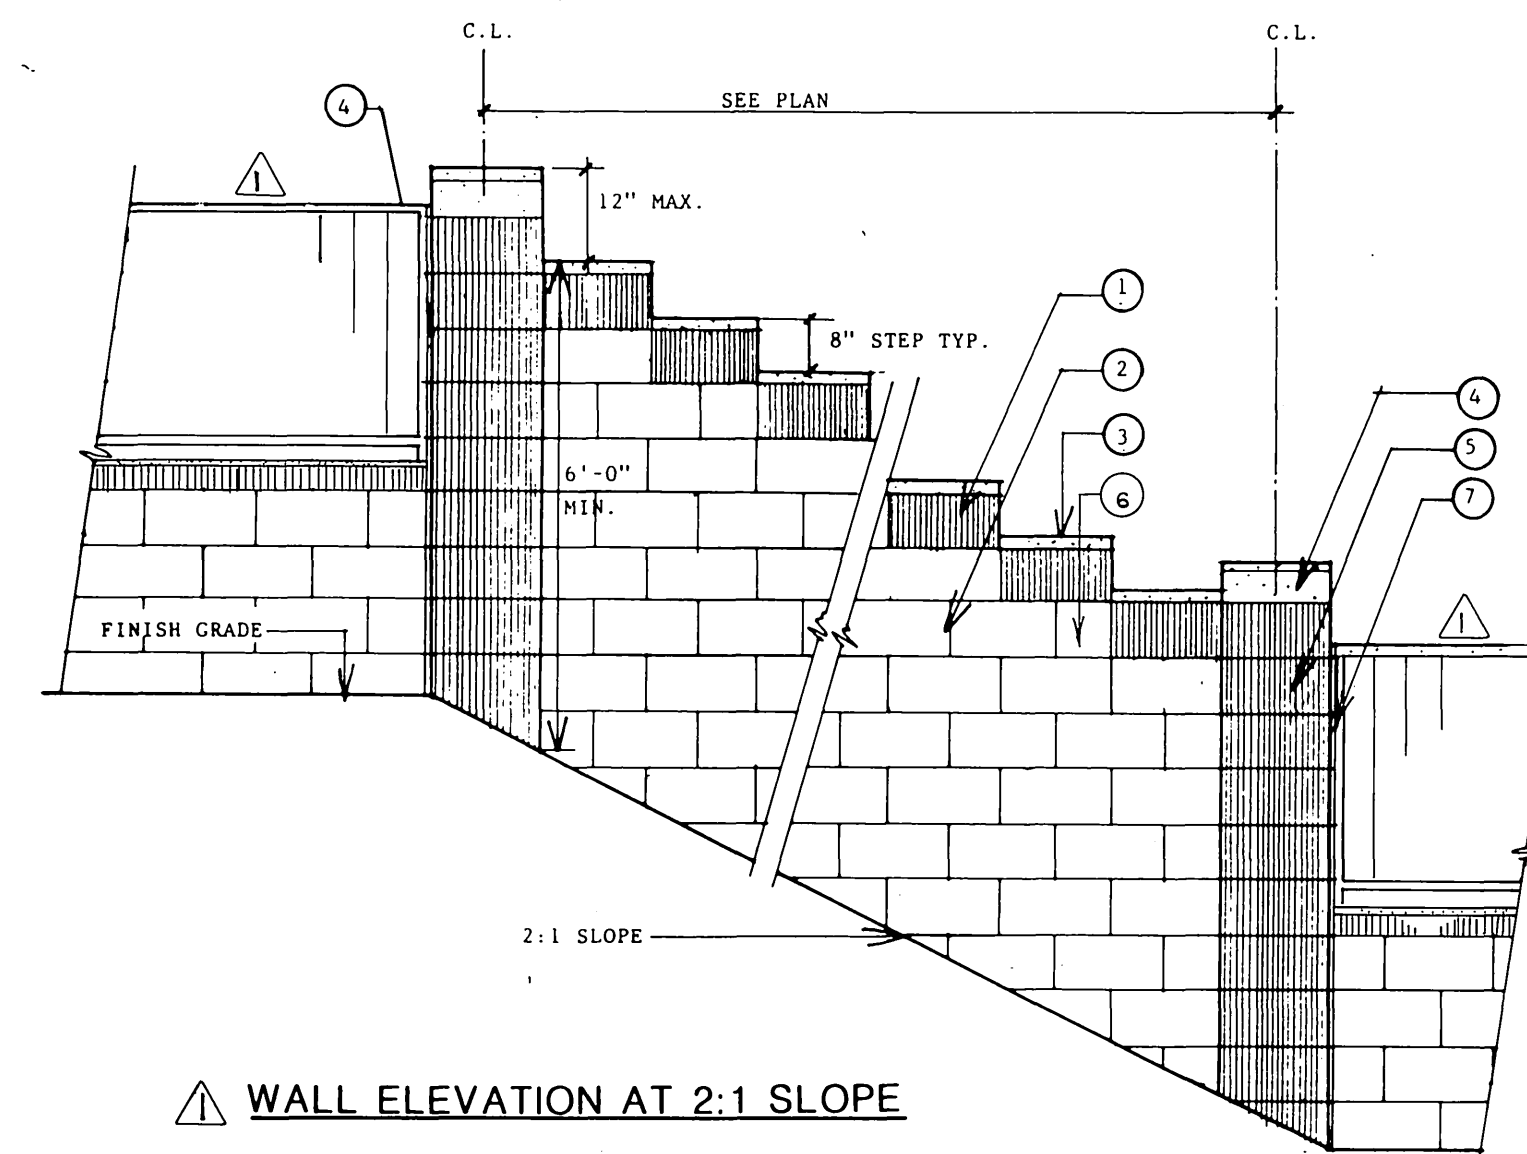 C.L.
C.L.
SEE PLAN
4
1
12" MAX.
1
8" STEP TYP.
2
4
3
5
6'-0"
MIN.
6
7
1
FINISH GRADE
2:1 SLOPE
1 WALL ELEVATION AT 2:1 SLOPE